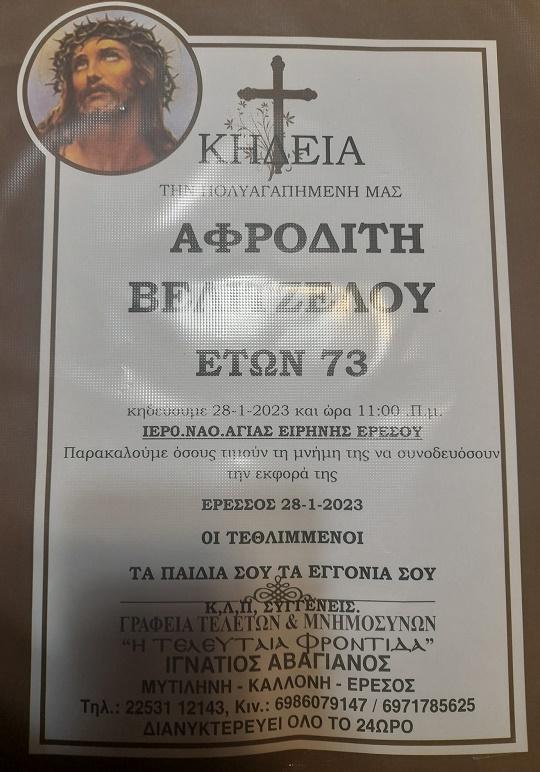 ΚΗΔΕΙΑ
ΤΗΝ ΠΟΛΥΑΓΑΠΗΜΕΝΗ ΜΑΣ
ΑΦΡΟΔΙΤΗ
ΕΤΩΝ 73
κηδεύουμε 28-1-2023 και ώρα 11:00 .Π.μ.
ΙΕΡΟ.ΝΑΟ.ΑΓΙΑΣ ΕΙΡΗΝΗΣ ΕΡΕΣΟΥ
Παρακαλούμε όσους τιμούν τη μνήμη της να συνοδευόσουν
την εκφορά της
ΕΡΕΣΣΟΣ 28-1-2023
ΟΙ ΤΕΘΛΙΜΜΕΝΟΙ
ΤΑ ΠΑΙΔΙΑ ΣΟΥ ΤΑ ΕΓΓΟΝΙΑ ΣΟΥ
Κ,Λ,Π, ΣΥΓΓΕΝΕΙΣ.
ΓΡΑΦΕΙΑ ΤΕΛΕΤΩΝ & ΜΝΗΜΟΣΥΝΩΝ
"Η ΤΕΛΕΥΤΑΙΑ ΦΡΟΝΤΙΔΑ"
ΙΓΝΑΤΙΟΣ ΑΒΑΓΙΑΝΟΣ
ΜΥΤΙΛΗΝΗ - ΚΑΛΛΟΝΗ - ΕΡΕΣΟΣ
Τηλ.: 22531 12143, Κιν.: 6986079147 / 6971785625
ΔΙΑΝΥΚΤΕΡΕΥΕΙ ΟΛΟ ΤΟ 24ΩΡΟ